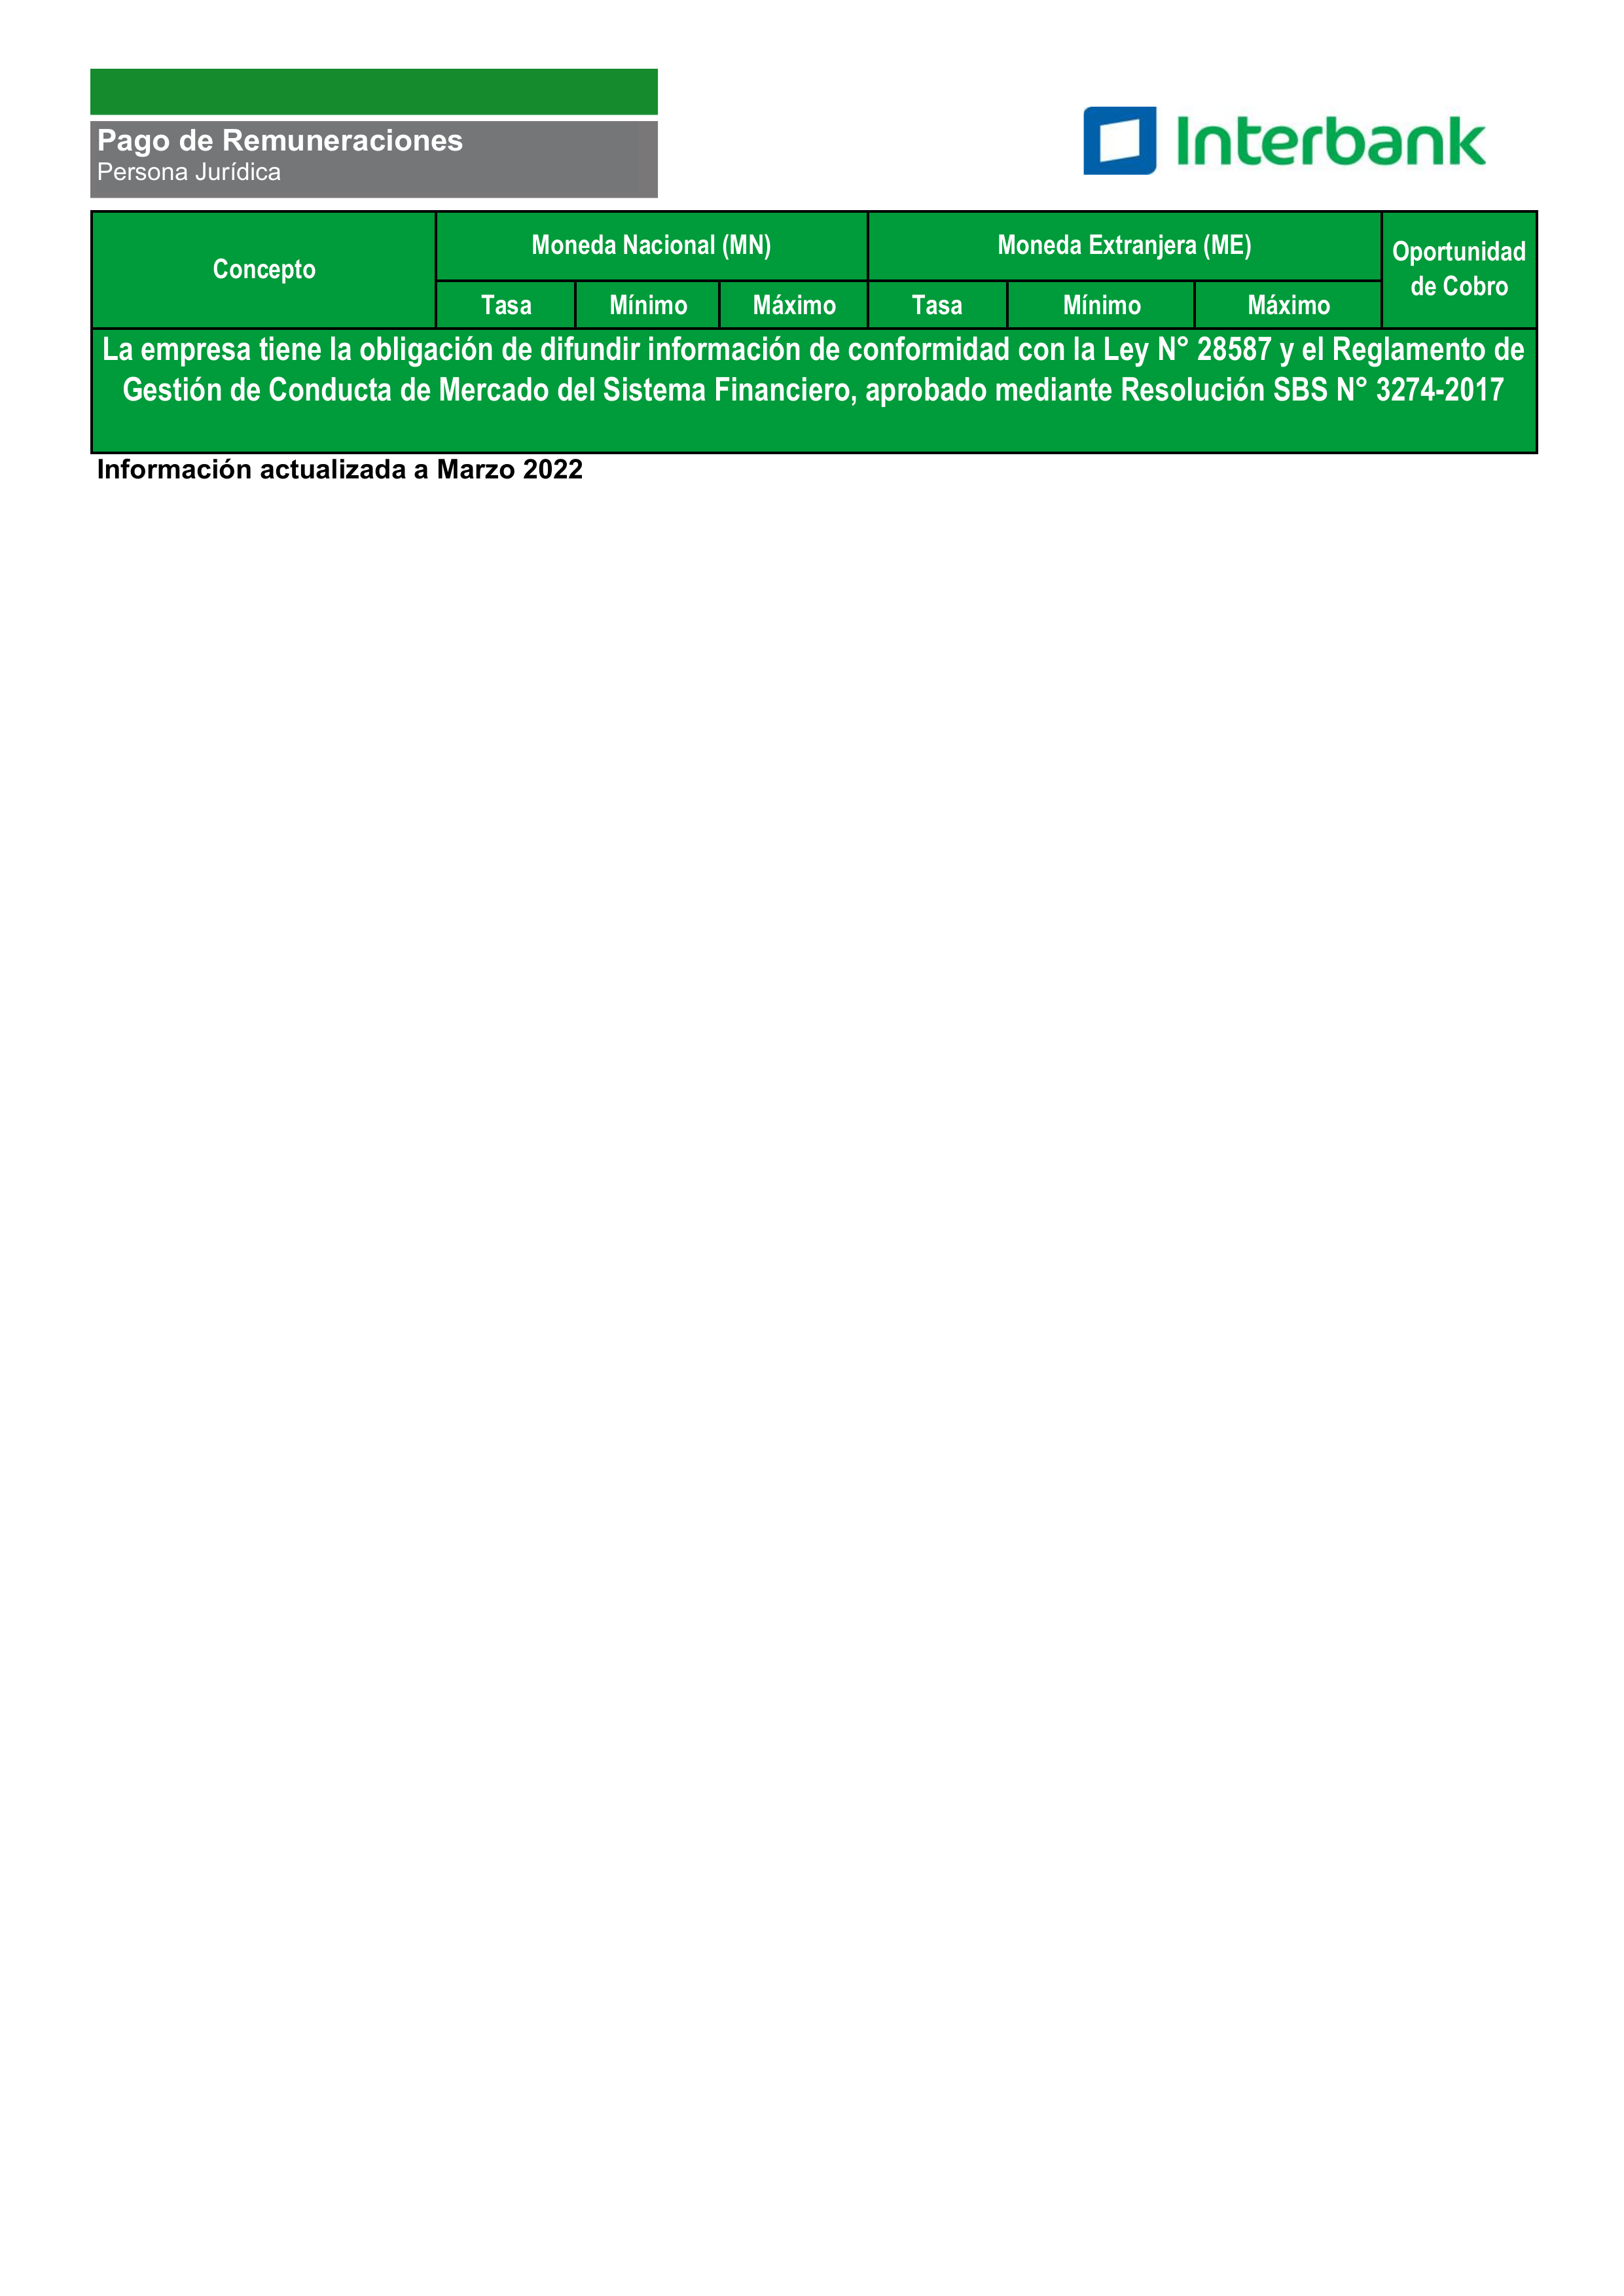 Pago de Remuneraciones
Persona Jurídica
Interbank
Concepto
Moneda Nacional (MN)
Moneda Extranjera (ME)
Oportunidad
de Cobro
Tasa
Mínimo
Máximo
Tasa
Mínimo
Máximo
La empresa tiene la obligación de difundir información de conformidad con la Ley N° 28587 y el Reglamento de
Gestión de Conducta de Mercado del Sistema Financiero, aprobado mediante Resolución SBS N° 3274-2017
Información actualizada a Marzo 2022